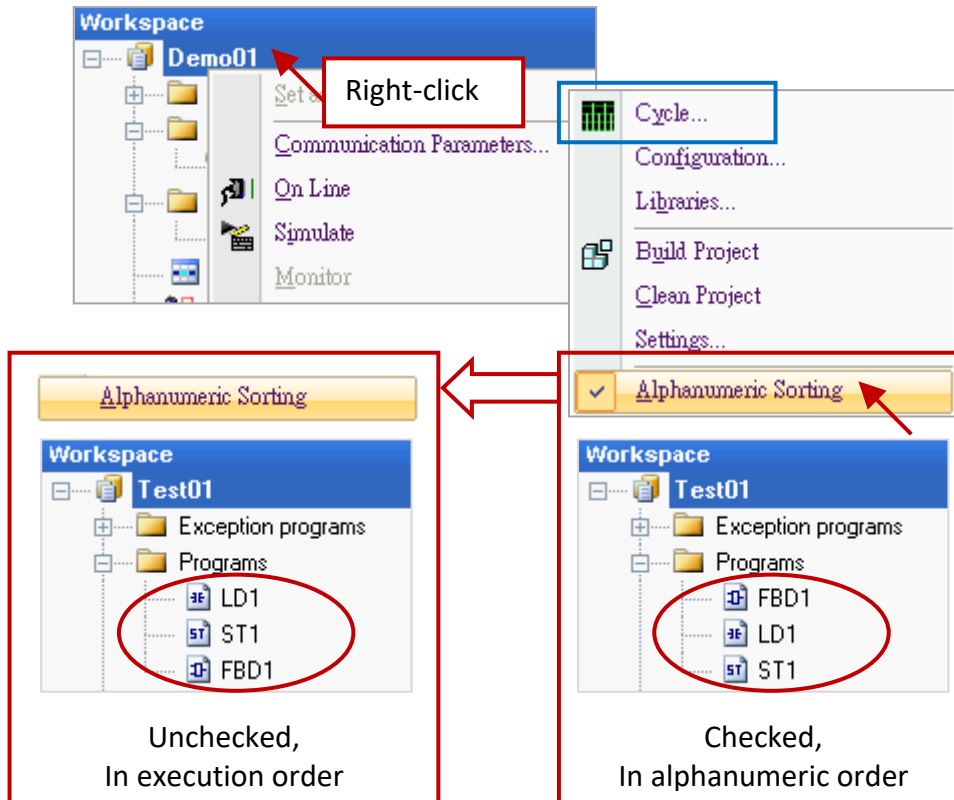 Workspace
Demo01
Right-click
Set a
Communication Parameters...
On Line
Simulate
Monitor
Cycle...
Configuration...
Libraries...
Build Project
Clean Project
Settings...
Alphanumeric Sorting
Alphanumeric Sorting
Workspace
Test01
Exception programs
Programs
LD1
ST ST1
FBD1
Unchecked,
In execution order
Workspace
Test01
Exception programs
Programs
FBD1
LD1
ST ST1
Checked,
In alphanumeric order